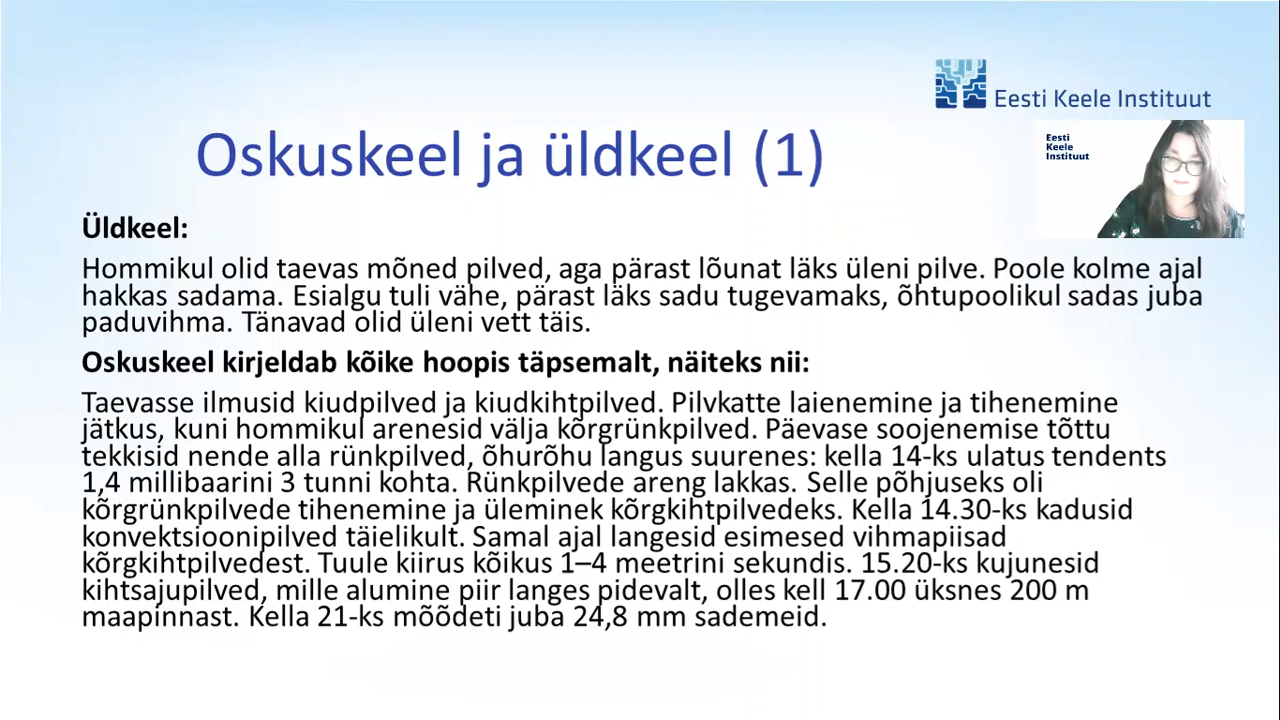 Eesti Keele Instituut
Oskuskeel ja üldkeel (1)
Eesti
Keele
Instituut
Üldkeel:
Hommikul olid taevas mõned pilved, aga pärast lõunat läks üleni pilve. Poole kolme ajal
hakkas sadama. Esialgu tuli vähe, pärast läks sadu tugevamaks, õhtupoolikul sadas juba
paduvihma. Tänavad olid üleni vett täis.
Oskuskeel kirjeldab kõike hoopis täpsemalt, näiteks nii:
Taevasse ilmusid kiudpilved ja kiudkihtpilved. Pilvkatte laienemine ja tihenemine
jätkus, kuni hommikul arenesid välja kõrgrünkpilved. Päevase soojenemise tõttu
tekkisid nende alla rünkpilved, õhurõhu langus suurenes: kella 14-ks ulatus tendents
1,4 millibaarini 3 tunni kohta. Rünkpilvede areng lakkas. Selle põhjuseks oli
kõrgrünkpilvede tihenemine ja üleminek kõrgkihtpilvedeks. Kella 14.30-ks kadusid
konvektsioonipilved täielikult. Samal ajal langesid esimesed vihmapiisad
kõrgkihtpilvedest. Tuule kiirus kõikus 1–4 meetrini sekundis. 15.20-ks kujunesid
kihtsajupilved, mille alumine piir langes pidevalt, olles kell 17.00 üksnes 200 m
maapinnast. Kella 21-ks mõõdeti juba 24,8 mm sademeid.